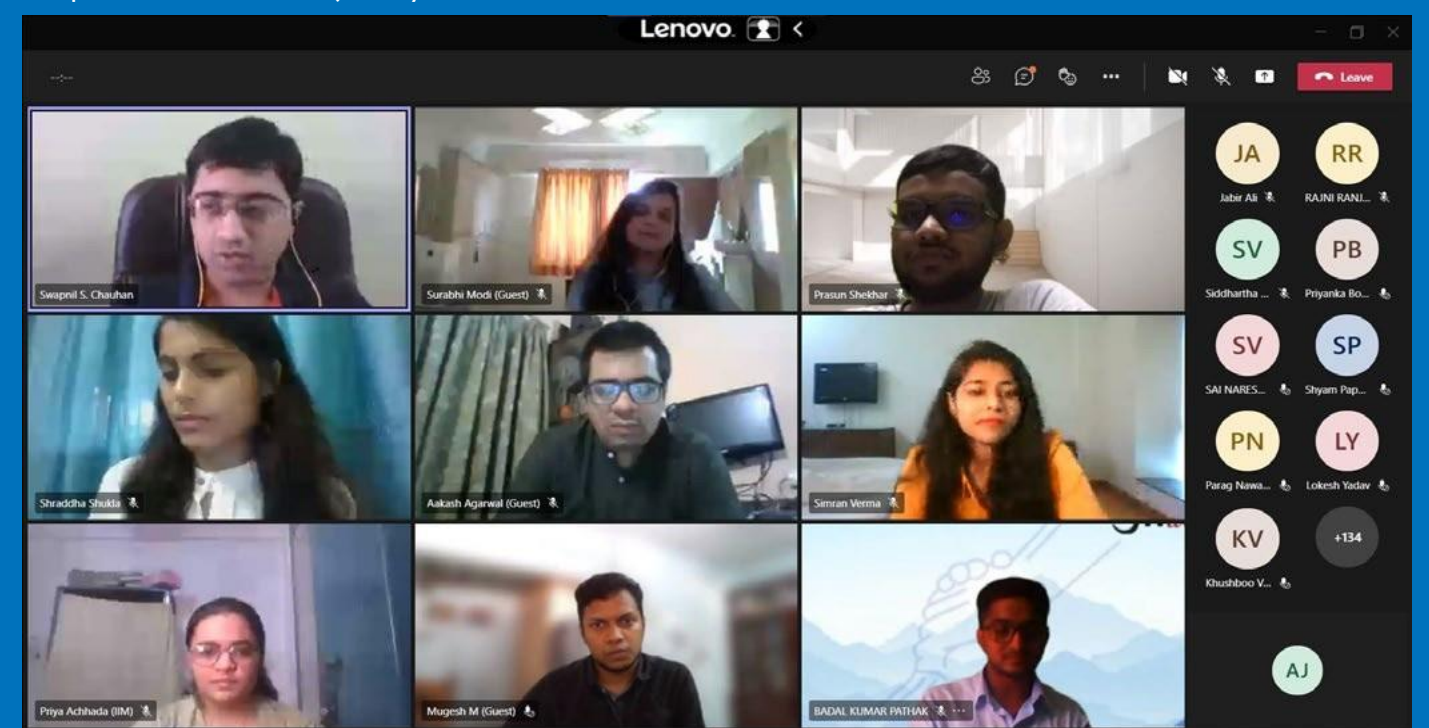 Lenovo.
--:--
Leave
Swapnil S. Chauhan
Surabhi Modi (Guest)
Prasun Shekhar
JA
RR
Jabir Ali
RAJNI RANJ...
SV
PB
Siddhartha ...
Priyanka Bo...
Shraddha Shukla
Aakash Agarwal (Guest)
Simran Verma
SV
SP
SAI NARES...
Shyam Pap...
PN
LY
Parag Nawa...
Lokesh Yadav
KV
+134
Khushboo V...
Priya Achhada (IIM)
Mugesh M (Guest)
BADAL KUMAR PATHAK
AJ